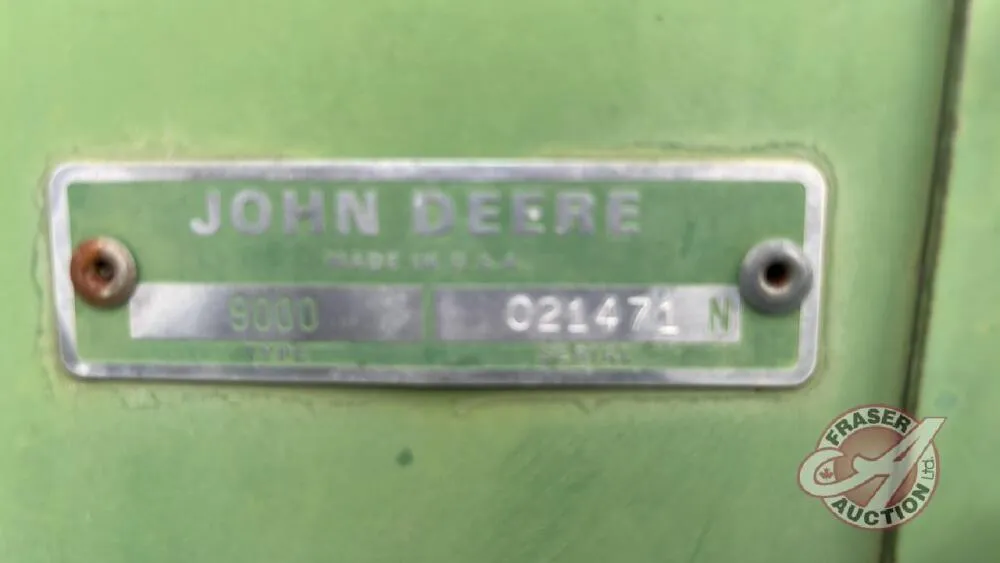 JOHN DEERE
MADE IN U.S.A.
9000 021471 N
TYPE SERIAL
FRASER
AUCTION Ltd.